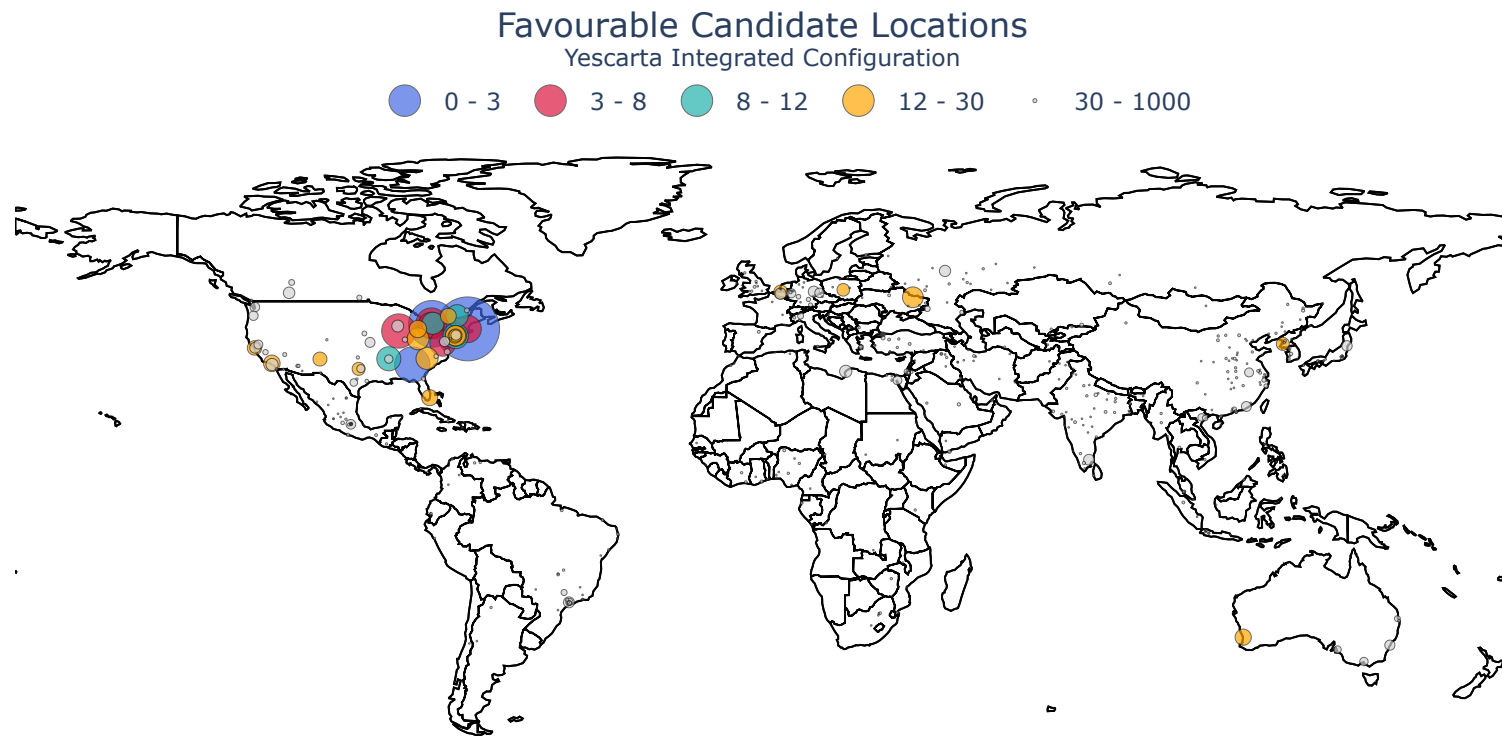 Favourable Candidate Locations
Yescarta Integrated Configuration
0 - 3 3 - 8 8 - 12 12 - 30 30 - 1000